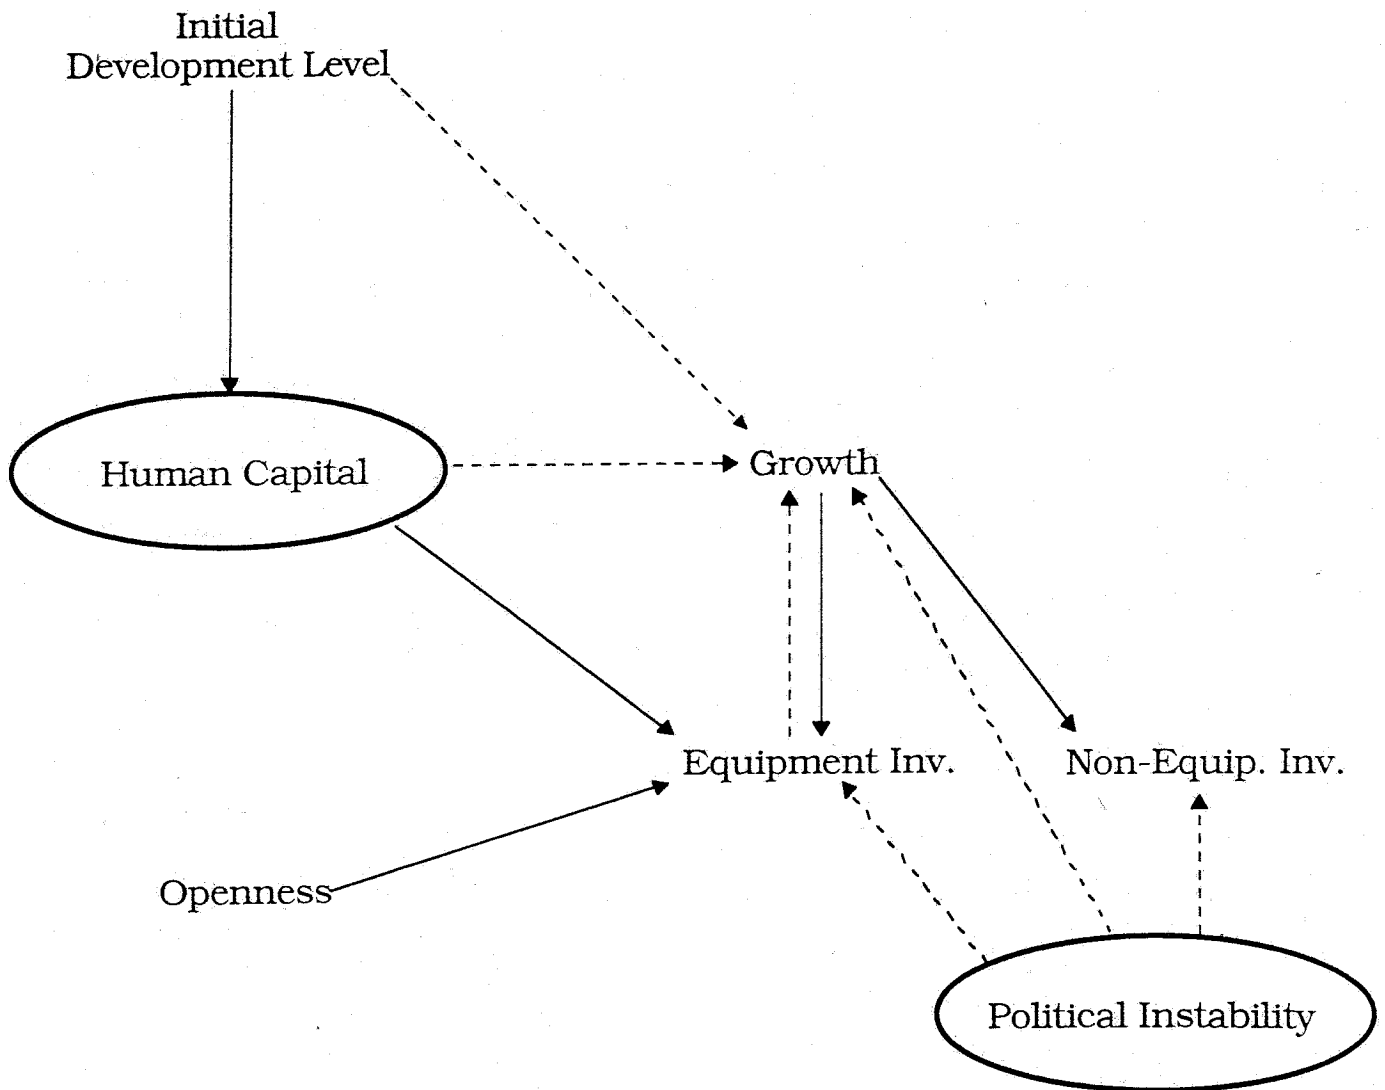 Initial
Development Level
Human Capital
Growth
Equipment Inv.
Non-Equip. Inv.
Openness
Political Instability